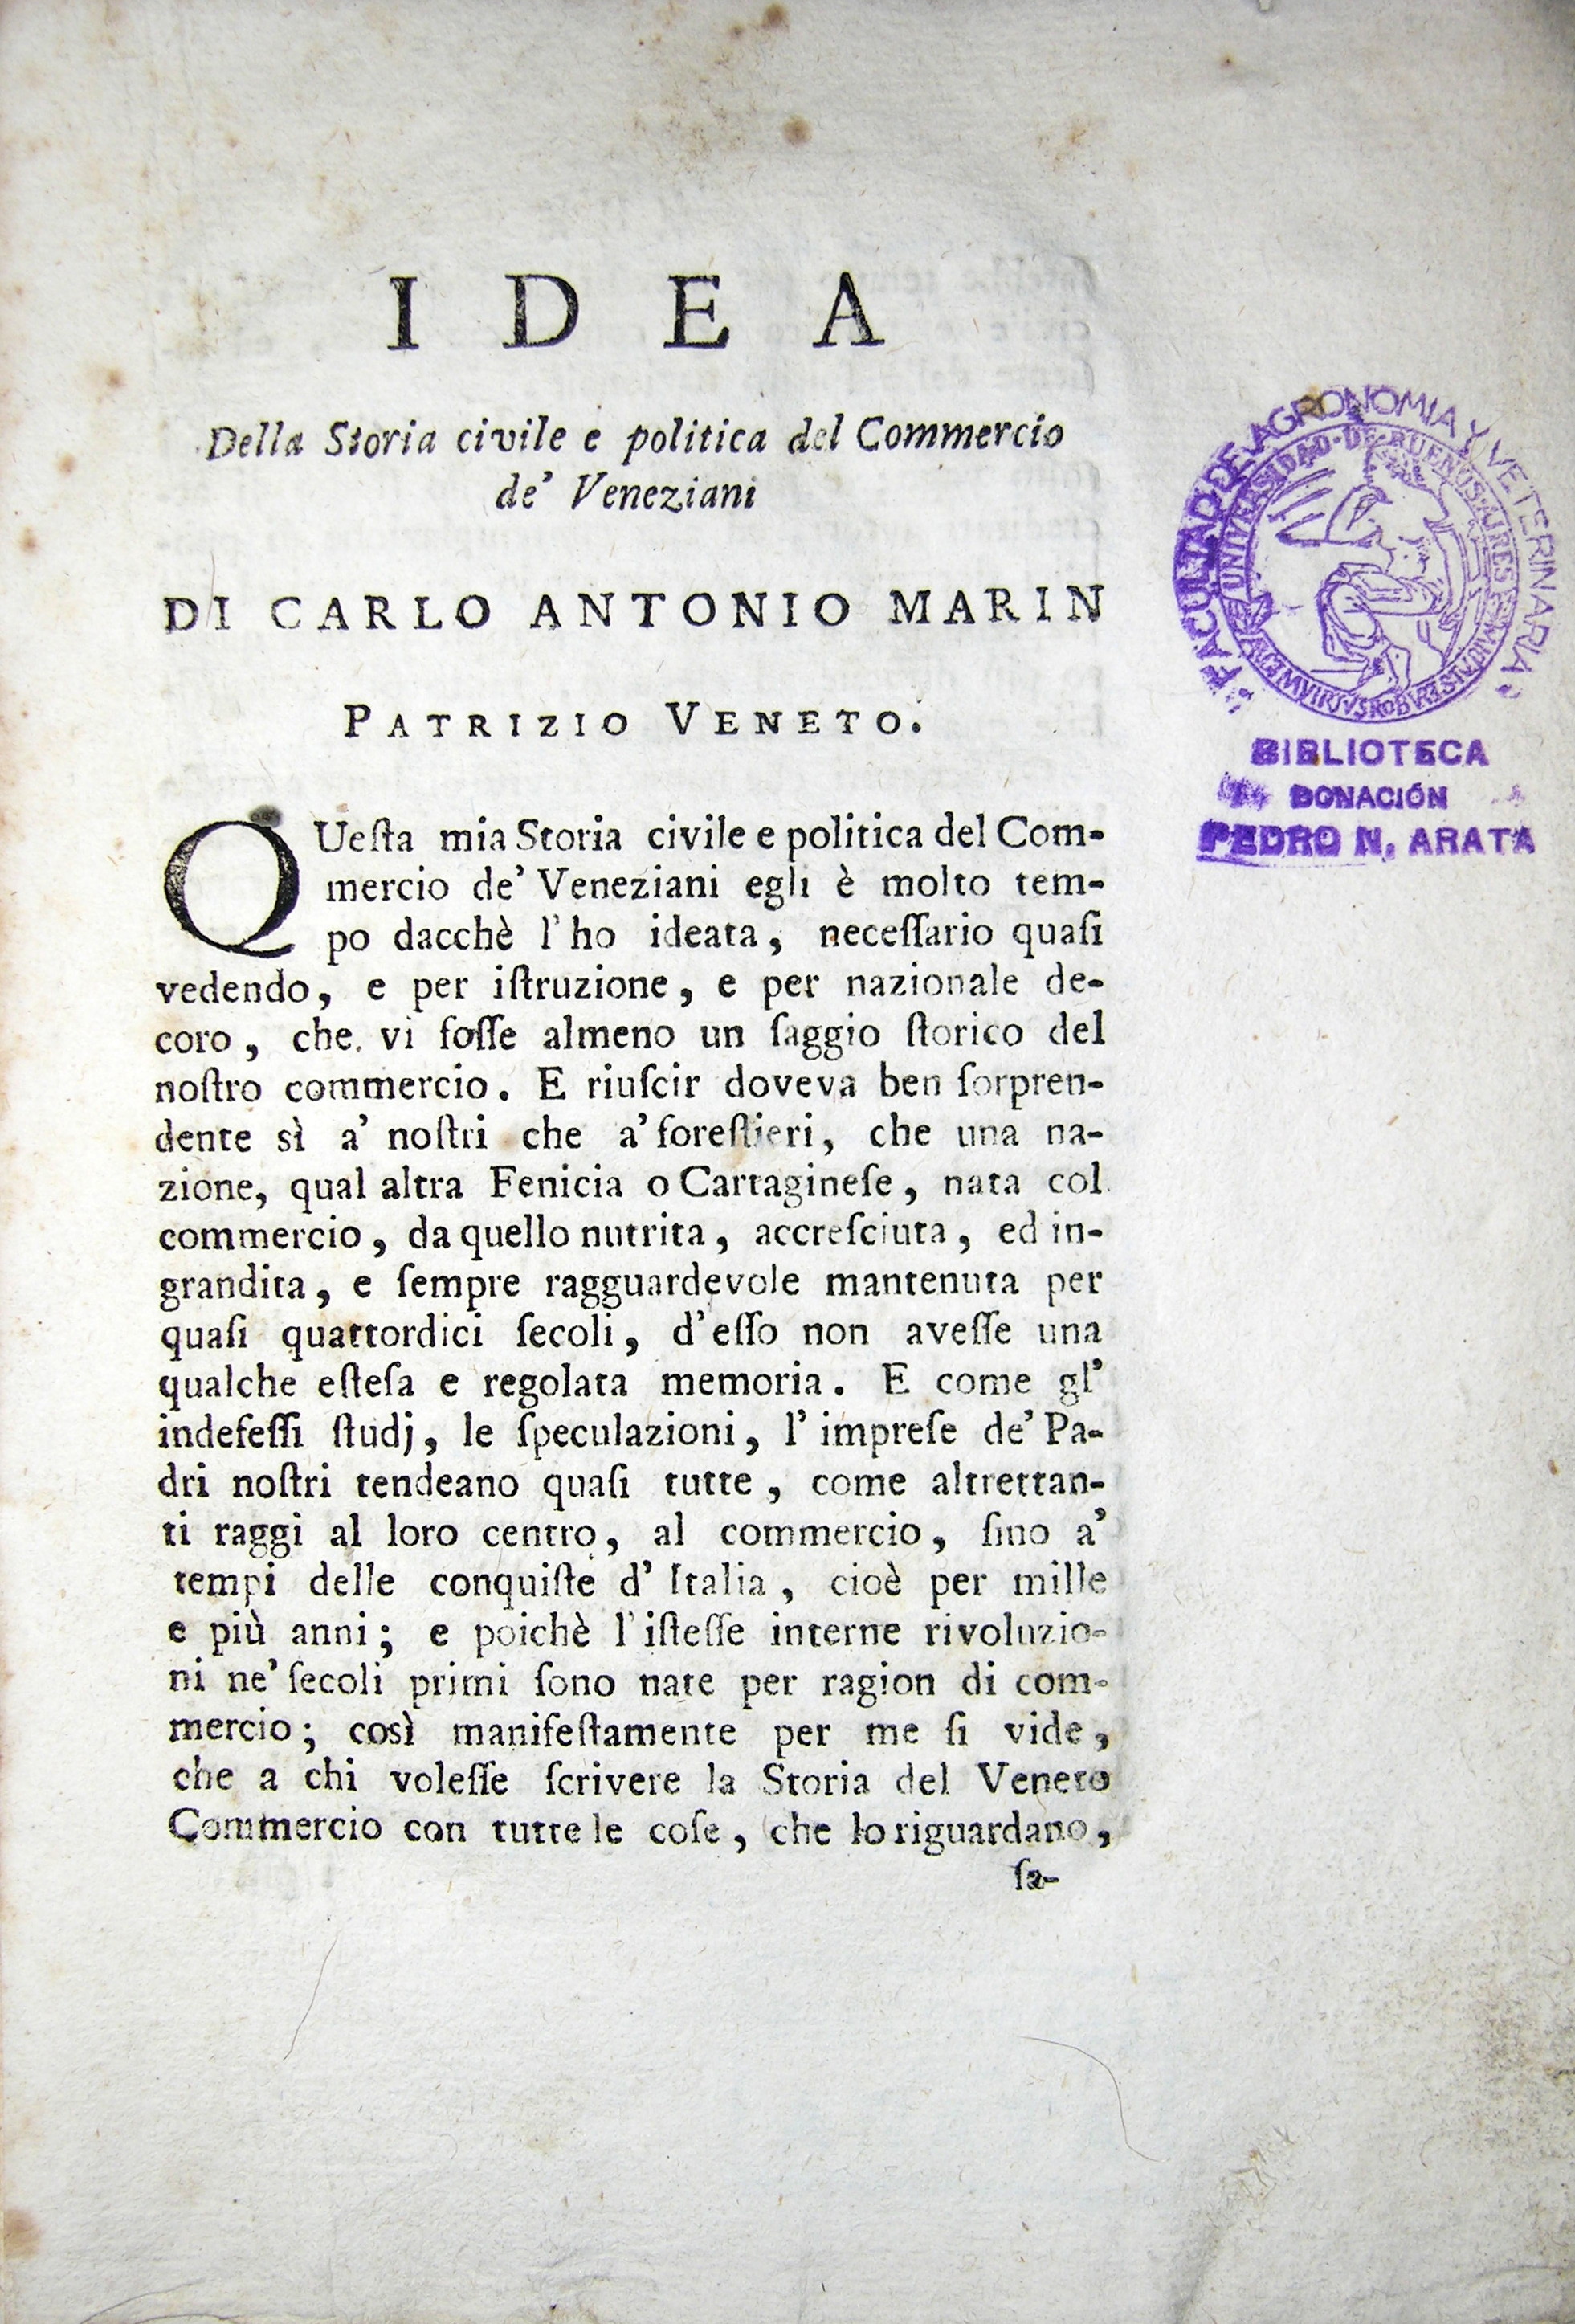 IDEA
Della Storia civile e politica del Commercio
de' Veneziani
DI CARLO ANTONIO MARIN
PATRIZIO VENETO.
QUeſta mia Storia civile e politica del Com-
mercio de' Veneziani egli è molto tem-
po dacchè l'ho ideata, neceſſario quaſi
vedendo, e per iſtruzione, e per nazionale de-
coro, che vi foſſe almeno un ſaggio ſtorico del
noſtro commercio. E riuſcir doveva ben ſorpren-
dente sì a' noſtri che a' foreſtieri, che una na-
zione, qual altra Fenicia o Cartagineſe, nata col
commercio, da quello nutrita, accreſciuta, ed in-
grandita, e ſempre ragguardevole mantenuta per
quaſi quattordici ſecoli, d'eſſo non aveſſe una
qualche eſteſa e regolata memoria. E come gl'
indefeſſi ſtudj, le ſpeculazioni, l'impreſe de' Pa-
dri noſtri tendeano quaſi tutte, come altrettan-
ti raggi al loro centro, al commercio, ſino a'
tempi delle conquiſte d'Italia, cioè per mille
e più anni; e poichè l'iſteſſe interne rivoluzio-
ni ne' ſecoli primi ſono nate per ragion di com-
mercio; così manifeſtamente per me ſi vide,
che a chi voleſſe ſcrivere la Storia del Veneto
Commercio con tutte le coſe, che lo riguardano,
ſa-
FACULTAD DE AGRONOMIA Y VETERINARIA
UNIVERSIDAD·DE·BUENOS·AIRES
BIBLIOTECA
DONACIÓN
PEDRO N. ARATA